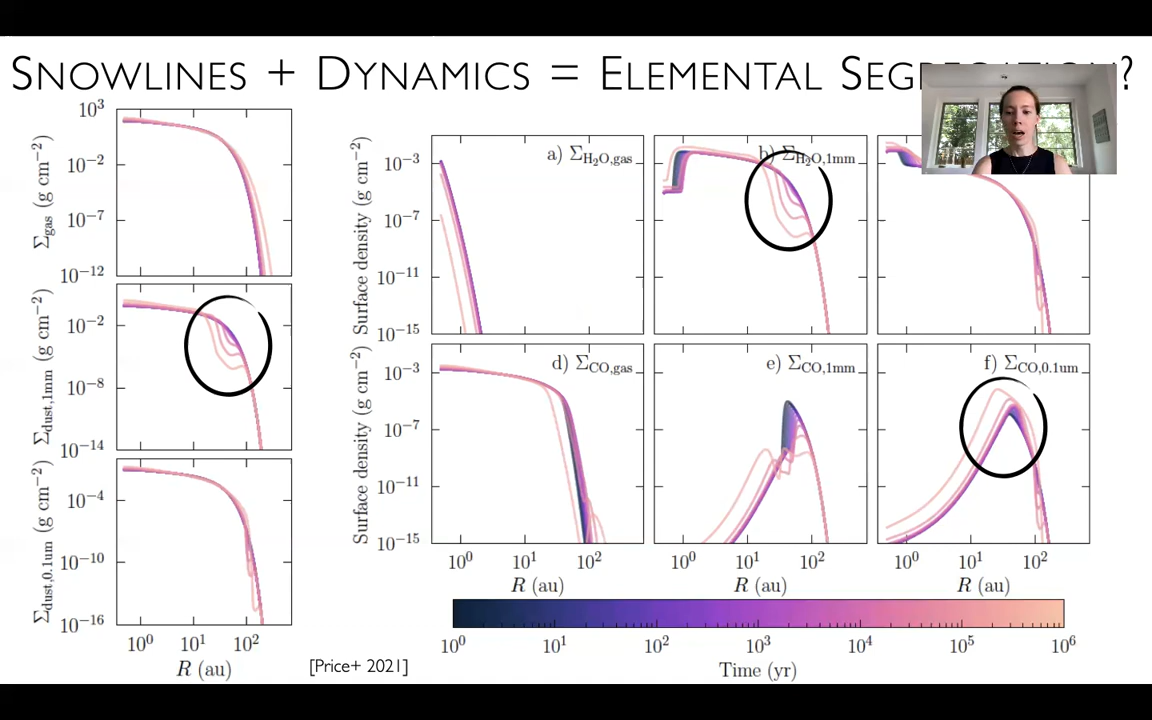 SNOWLINES + DYNAMICS = ELEMENTAL SEGREGATION?
10³
10⁻²
10⁻⁷
10⁻¹²
Σgas (g cm⁻²)
10⁻²
10⁻⁸
10⁻¹⁴
Σdust,1mm (g cm⁻²)
10⁻⁴
10⁻¹⁰
10⁻¹⁶
Σdust,0.1um (g cm⁻²)
10⁰ 10¹ 10²
R (au)
[Price+ 2021]
a) ΣH₂O,gas
b) ΣH₂O,1mm
10⁻³
10⁻⁷
10⁻¹¹
10⁻¹⁵
Surface density (g cm⁻²)
d) ΣCO,gas
e) ΣCO,1mm
f) ΣCO,0.1um
10⁻³
10⁻⁷
10⁻¹¹
10⁻¹⁵
Surface density (g cm⁻²)
10⁰ 10¹ 10² 10⁰ 10¹ 10² 10⁰ 10¹ 10²
R (au) R (au) R (au)
10⁰ 10¹ 10² 10³ 10⁴ 10⁵ 10⁶
Time (yr)